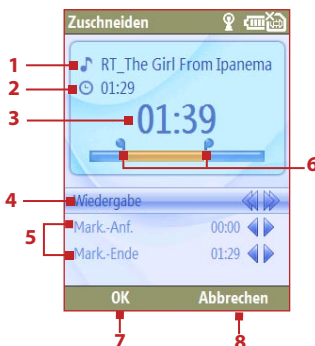 Zuschneiden
1 RT_The Girl From Ipanema
2 01:29
3 01:39
6
4 Wiedergabe
5 Mark.-Anf. 00:00
Mark.-Ende 01:29
OK Abbrechen
7 8